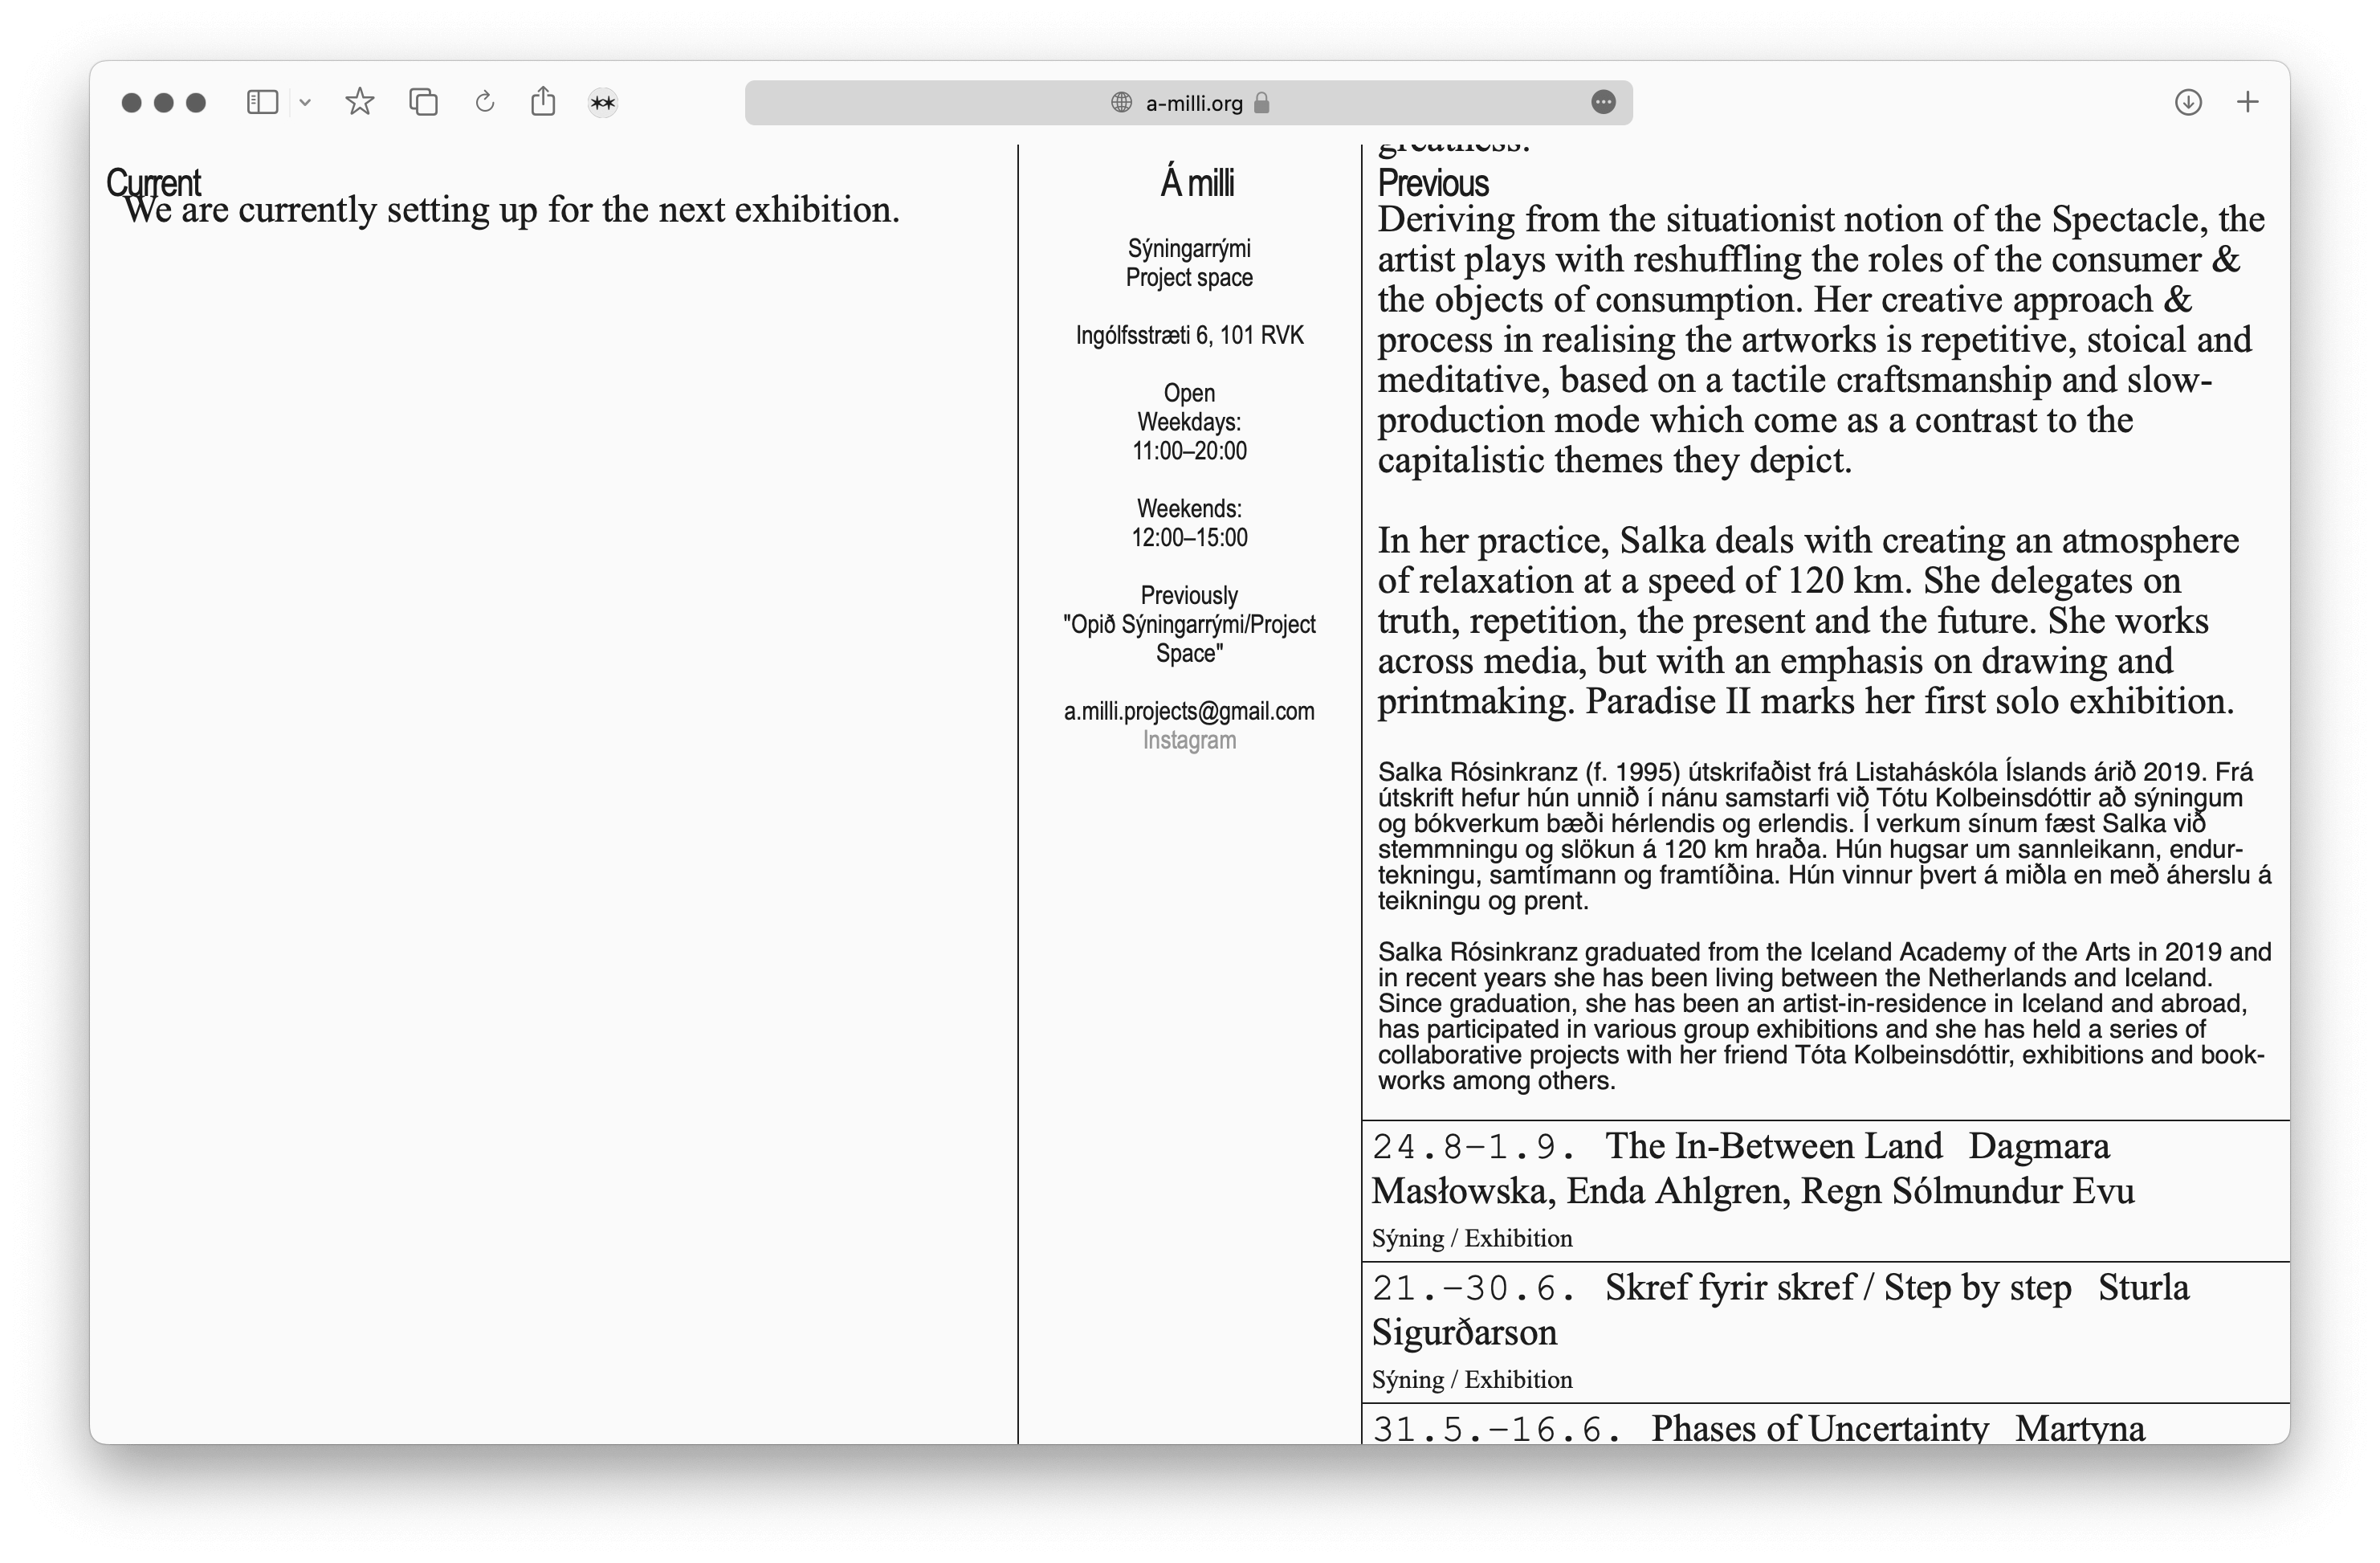 a-milli.org
Current
We are currently setting up for the next exhibition.
Á milli
Sýningarrými
Project space
Ingólfsstræti 6, 101 RVK
Open
Weekdays:
11:00–20:00
Weekends:
12:00–15:00
Previously
"Opið Sýningarrými/Project
Space"
a.milli.projects@gmail.com
Instagram
greatness.
Previous
Deriving from the situationist notion of the Spectacle, the
artist plays with reshuffling the roles of the consumer &
the objects of consumption. Her creative approach &
process in realising the artworks is repetitive, stoical and
meditative, based on a tactile craftsmanship and slow-
production mode which come as a contrast to the
capitalistic themes they depict.
In her practice, Salka deals with creating an atmosphere
of relaxation at a speed of 120 km. She delegates on
truth, repetition, the present and the future. She works
across media, but with an emphasis on drawing and
printmaking. Paradise II marks her first solo exhibition.
Salka Rósinkranz (f. 1995) útskrifaðist frá Listaháskóla Íslands árið 2019. Frá
útskrift hefur hún unnið í nánu samstarfi við Tótu Kolbeinsdóttir að sýningum
og bókverkum bæði hérlendis og erlendis. Í verkum sínum fæst Salka við
stemmningu og slökun á 120 km hraða. Hún hugsar um sannleikann, endur-
tekningu, samtímann og framtíðina. Hún vinnur þvert á miðla en með áherslu á
teikningu og prent.
Salka Rósinkranz graduated from the Iceland Academy of the Arts in 2019 and
in recent years she has been living between the Netherlands and Iceland.
Since graduation, she has been an artist-in-residence in Iceland and abroad,
has participated in various group exhibitions and she has held a series of
collaborative projects with her friend Tóta Kolbeinsdóttir, exhibitions and book-
works among others.
24.8–1.9. The In-Between Land Dagmara
Masłowska, Enda Ahlgren, Regn Sólmundur Evu
Sýning / Exhibition
21.–30.6. Skref fyrir skref / Step by step Sturla
Sigurðarson
Sýning / Exhibition
31.5.–16.6. Phases of Uncertainty Martyna